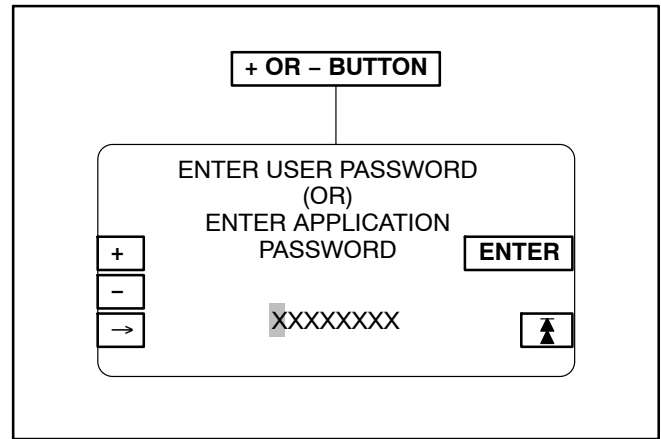 + OR – BUTTON
ENTER USER PASSWORD
(OR)
ENTER APPLICATION
PASSWORD
+
ENTER
–
→
XXXXXXXX